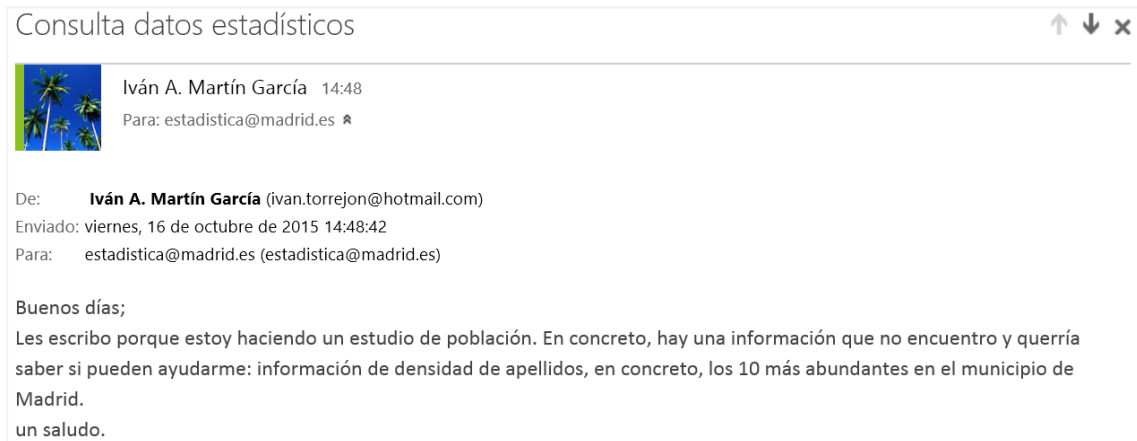 Consulta datos estadísticos
Iván A. Martín García 14:48
Para: estadistica@madrid.es
De: Iván A. Martín García (ivan.torrejon@hotmail.com)
Enviado: viernes, 16 de octubre de 2015 14:48:42
Para: estadistica@madrid.es (estadistica@madrid.es)
Buenos días;
Les escribo porque estoy haciendo un estudio de población. En concreto, hay una información que no encuentro y querría
saber si pueden ayudarme: información de densidad de apellidos, en concreto, los 10 más abundantes en el municipio de
Madrid.
un saludo.